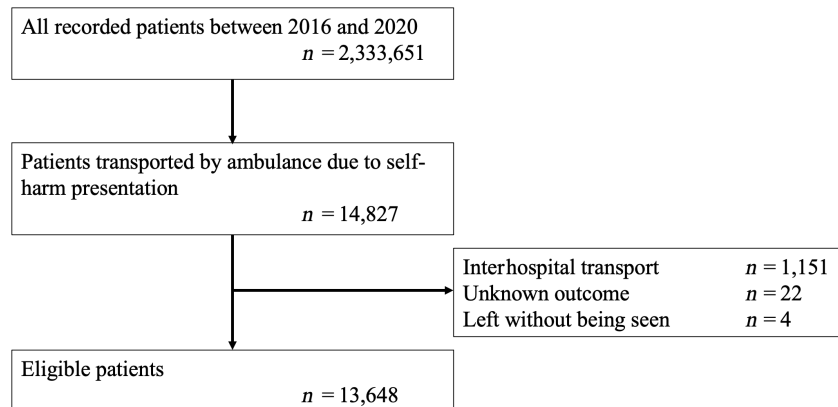 All recorded patients between 2016 and 2020
n = 2,333,651
Patients transported by ambulance due to self-
harm presentation
n = 14,827
Interhospital transport n = 1,151
Unknown outcome n = 22
Left without being seen n = 4
Eligible patients
n = 13,648